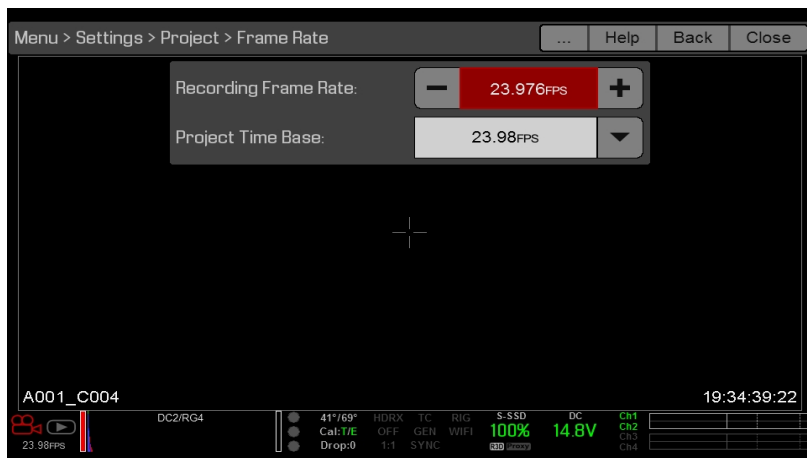 Menu > Settings > Project > Frame Rate
... Help Back Close
Recording Frame Rate: 23.976FPS
Project Time Base: 23.98FPS
A001_C004 19:34:39:22
DC2/RG4 41°/69° HDRX TC RIG S-SSD DC Ch1
Cal:T/E OFF GEN WIFI 100% 14.8V Ch2
Ch3
23.98FPS Drop:0 1:1 SYNC R3D Proxy Ch4